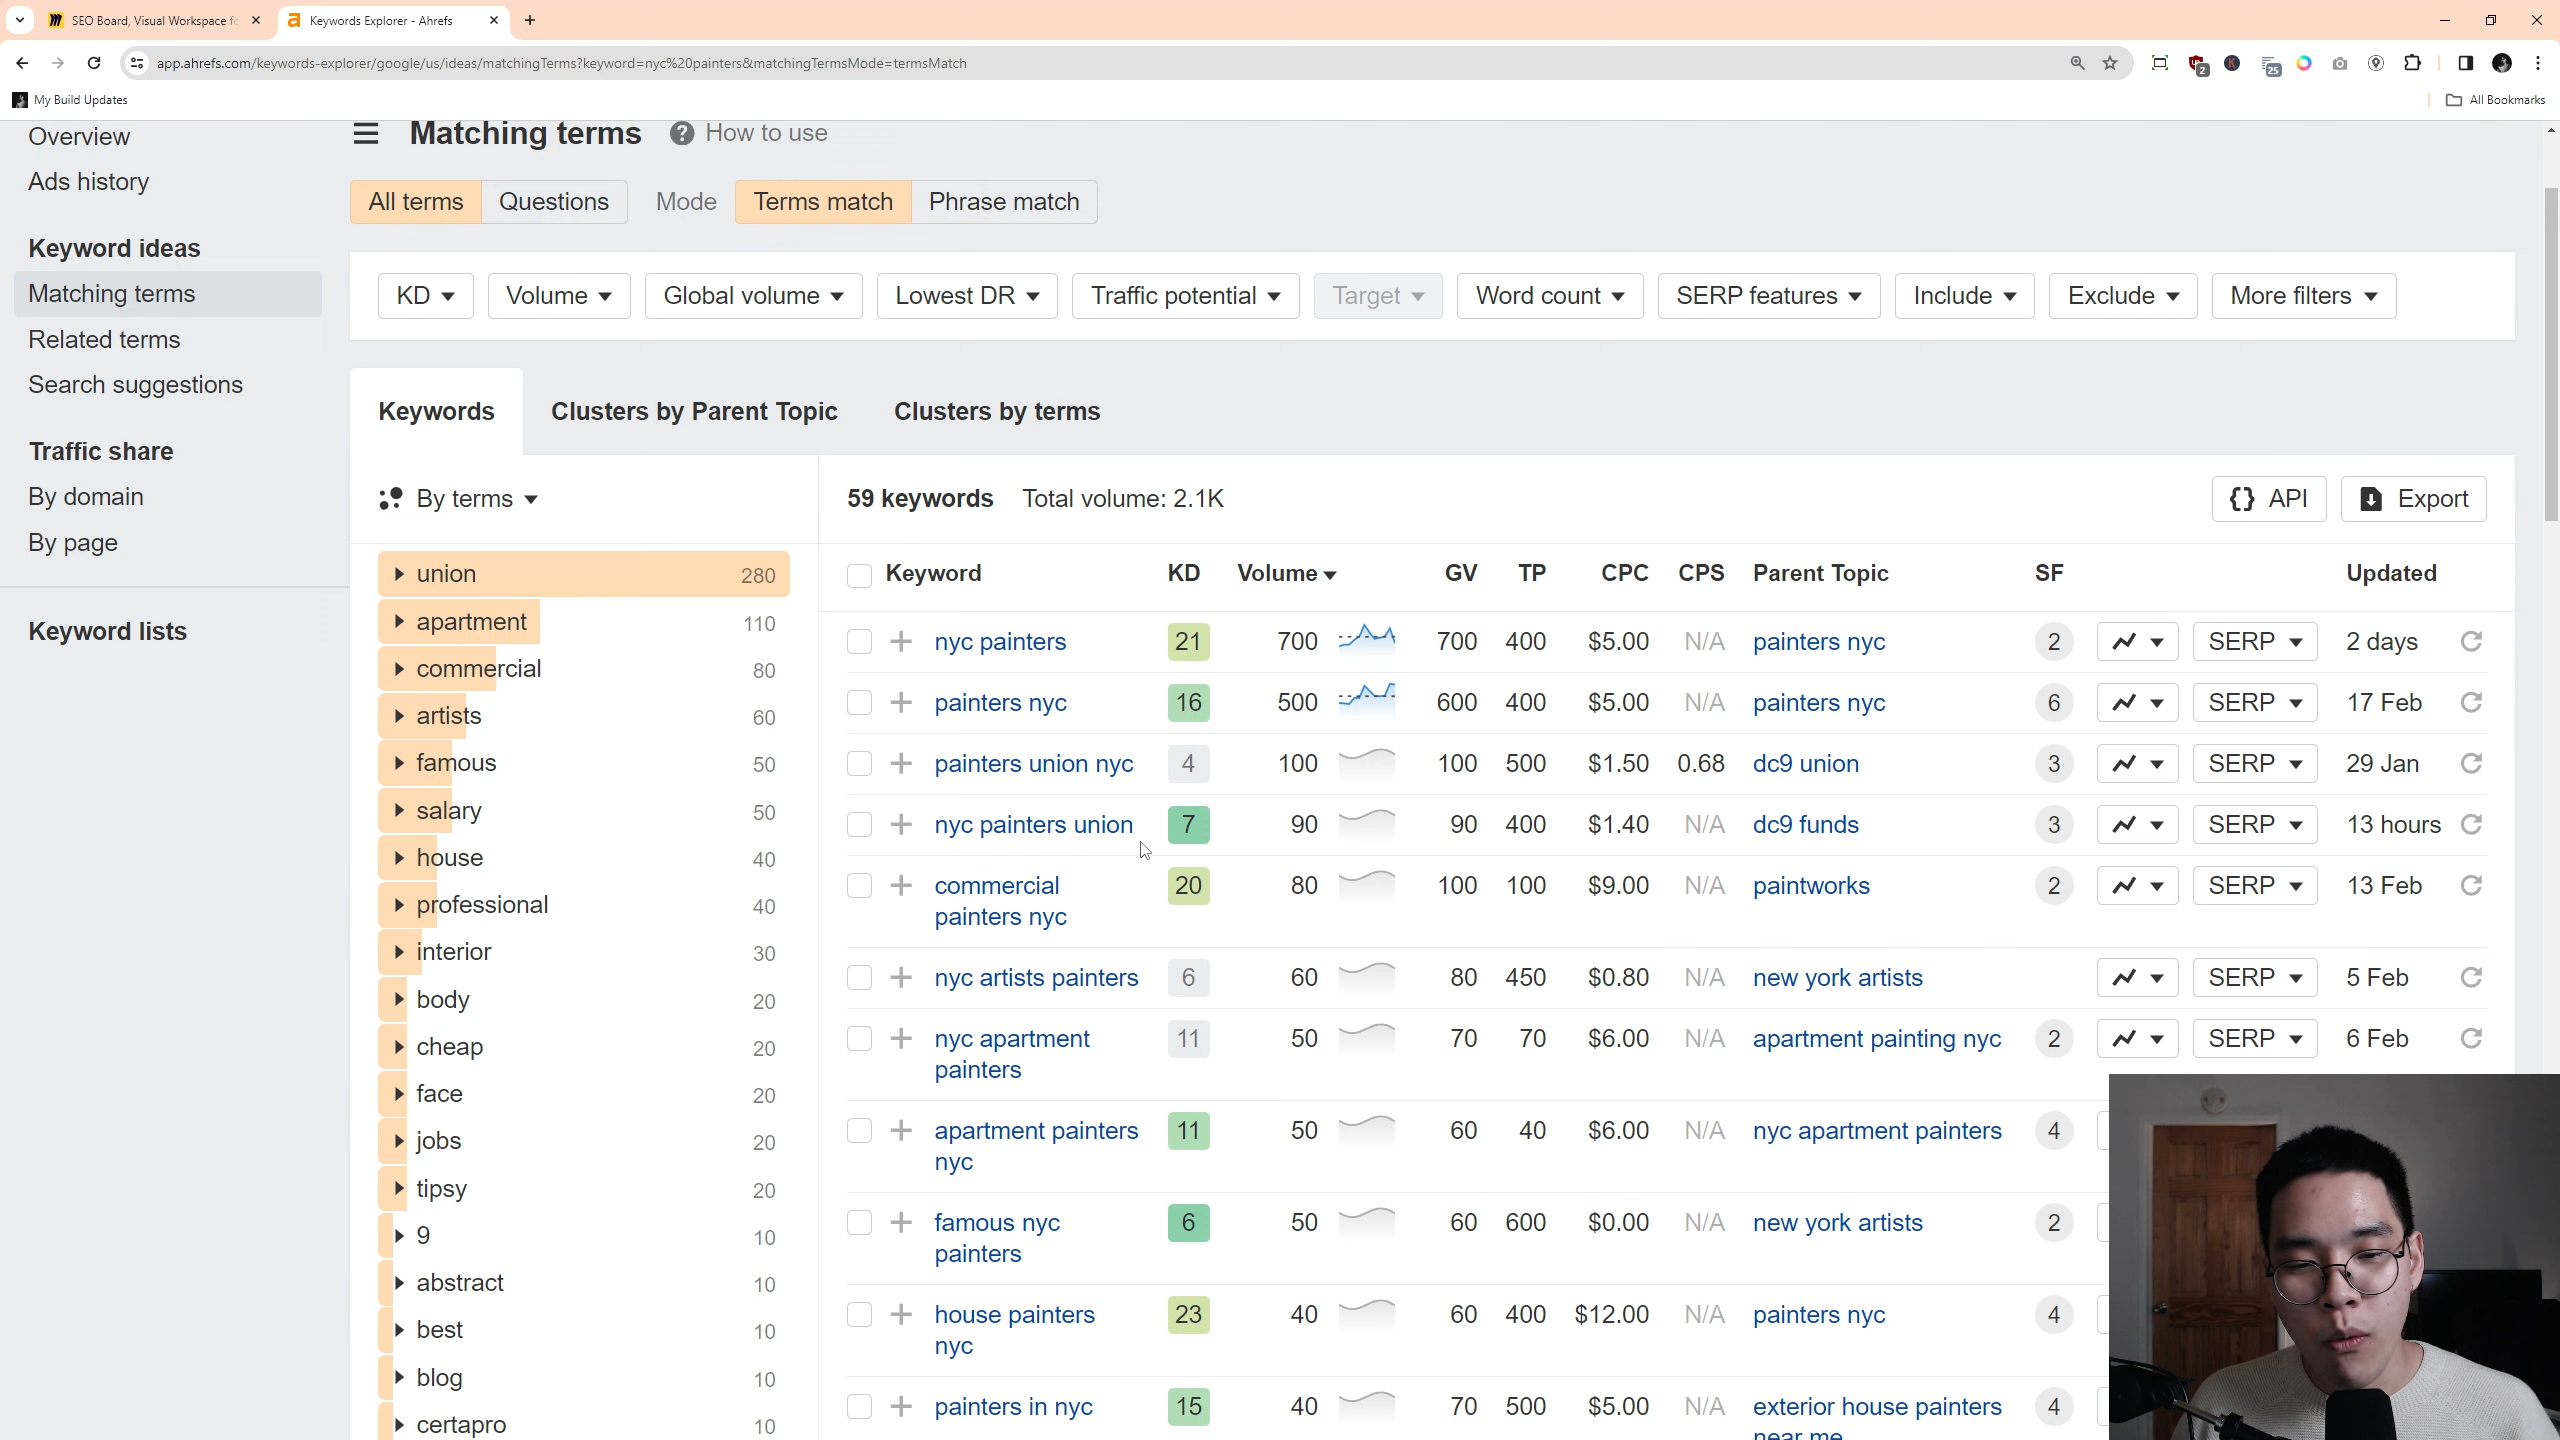 SEO Board, Visual Workspace fo
Keywords Explorer - Ahrefs
app.ahrefs.com/keywords-explorer/google/us/ideas/matchingTerms?keyword=nyc%20painters&matchingTermsMode=termsMatch
2
K
25
My Build Updates
All Bookmarks
Overview
Ads history
Keyword ideas
Matching terms
Related terms
Search suggestions
Traffic share
By domain
By page
Keyword lists
Matching terms ? How to use
All terms Questions Mode Terms match Phrase match
KD Volume Global volume Lowest DR Traffic potential Target Word count SERP features Include Exclude More filters
Keywords Clusters by Parent Topic Clusters by terms
By terms
union 280
apartment 110
commercial 80
artists 60
famous 50
salary 50
house 40
professional 40
interior 30
body 20
cheap 20
face 20
jobs 20
tipsy 20
9 10
abstract 10
best 10
blog 10
certapro 10
59 keywords Total volume: 2.1K
{} API Export
Keyword KD Volume GV TP CPC CPS Parent Topic SF Updated
nyc painters 21 700 700 400 $5.00 N/A painters nyc 2 SERP 2 days
painters nyc 16 500 600 400 $5.00 N/A painters nyc 6 SERP 17 Feb
painters union nyc 4 100 100 500 $1.50 0.68 dc9 union 3 SERP 29 Jan
nyc painters union 7 90 90 400 $1.40 N/A dc9 funds 3 SERP 13 hours
commercial 20 80 100 100 $9.00 N/A paintworks 2 SERP 13 Feb
painters nyc
nyc artists painters 6 60 80 450 $0.80 N/A new york artists SERP 5 Feb
nyc apartment 11 50 70 70 $6.00 N/A apartment painting nyc 2 SERP 6 Feb
painters
apartment painters 11 50 60 40 $6.00 N/A nyc apartment painters 4
nyc
famous nyc 6 50 60 600 $0.00 N/A new york artists 2
painters
house painters 23 40 60 400 $12.00 N/A painters nyc 4
nyc
painters in nyc 15 40 70 500 $5.00 N/A exterior house painters 4
near me